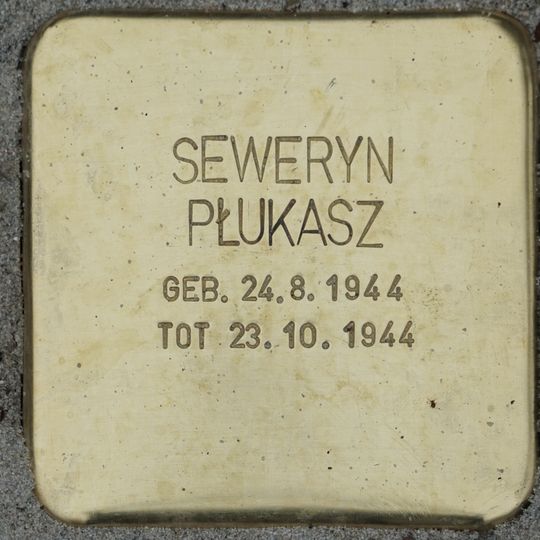 SEWERYN
PŁUKASZ
GEB. 24.8.1944
TOT 23.10.1944